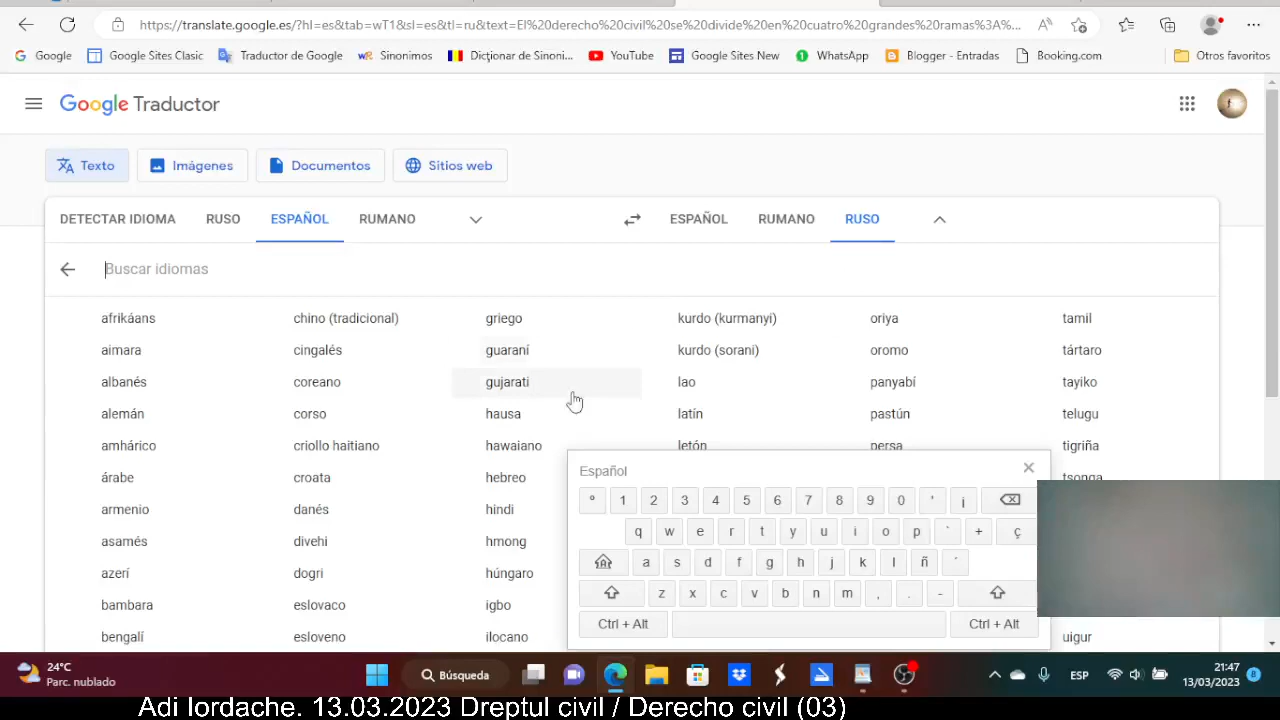 https://translate.google.es/?hl=es&tab=wT1&sl=es&tl=ru&text=El%20derecho%20civil%20se%20divide%20en%20cuatro%20grandes%20ramas%3A%...
Google Google Sites Clasic Traductor de Google Sinonimos Dicţionar de Sinoni... YouTube Google Sites New WhatsApp Blogger - Entradas Booking.com Otros favoritos
Google Traductor
Texto Imágenes Documentos Sitios web
DETECTAR IDIOMA RUSO ESPAÑOL RUMANO ESPAÑOL RUMANO RUSO
Buscar idiomas
afrikáans chino (tradicional) griego kurdo (kurmanyi) oriya tamil
aimara cingalés guaraní kurdo (sorani) oromo tártaro
albanés coreano gujarati lao panyabí tayiko
alemán corso hausa latín pastún telugu
amhárico criollo haitiano hawaiano letón persa tigriña
árabe croata hebreo tsonga
armenio danés hindi
asamés divehi hmong
azerí dogri húngaro
bambara eslovaco igbo
bengalí esloveno ilocano uigur
Español
º 1 2 3 4 5 6 7 8 9 0 ' ¡
q w e r t y u i o p ` + ç
a s d f g h j k l ñ ´
z x c v b n m , . -
Ctrl + Alt Ctrl + Alt
24°C
Parc. nublado
Búsqueda
ESP
21:47
13/03/2023
Adi Iordache. 13.03.2023 Dreptul civil / Derecho civil (03)